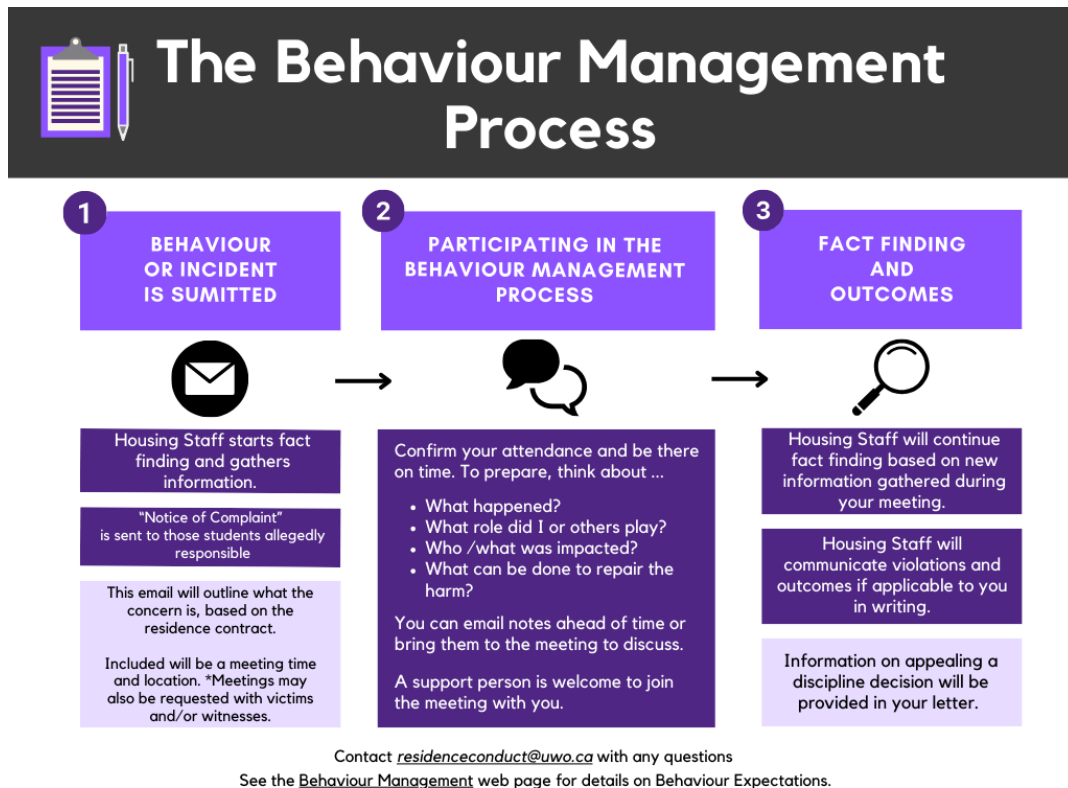 The Behaviour Management
Process
1
BEHAVIOUR
OR INCIDENT
IS SUMITTED
Housing Staff starts fact
finding and gathers
information.
"Notice of Complaint"
is sent to those students allegedly
responsible
This email will outline what the
concern is, based on the
residence contract.
Included will be a meeting time
and location. *Meetings may
also be requested with victims
and/or witnesses.
2
PARTICIPATING IN THE
BEHAVIOUR MANAGEMENT
PROCESS
Confirm your attendance and be there
on time. To prepare, think about ...
• What happened?
• What role did I or others play?
• Who /what was impacted?
• What can be done to repair the
harm?
You can email notes ahead of time or
bring them to the meeting to discuss.
A support person is welcome to join
the meeting with you.
3
FACT FINDING
AND
OUTCOMES
Housing Staff will continue
fact finding based on new
information gathered during
your meeting.
Housing Staff will
communicate violations and
outcomes if applicable to you
in writing.
Information on appealing a
discipline decision will be
provided in your letter.
Contact residenceconduct@uwo.ca with any questions
See the Behaviour Management web page for details on Behaviour Expectations.